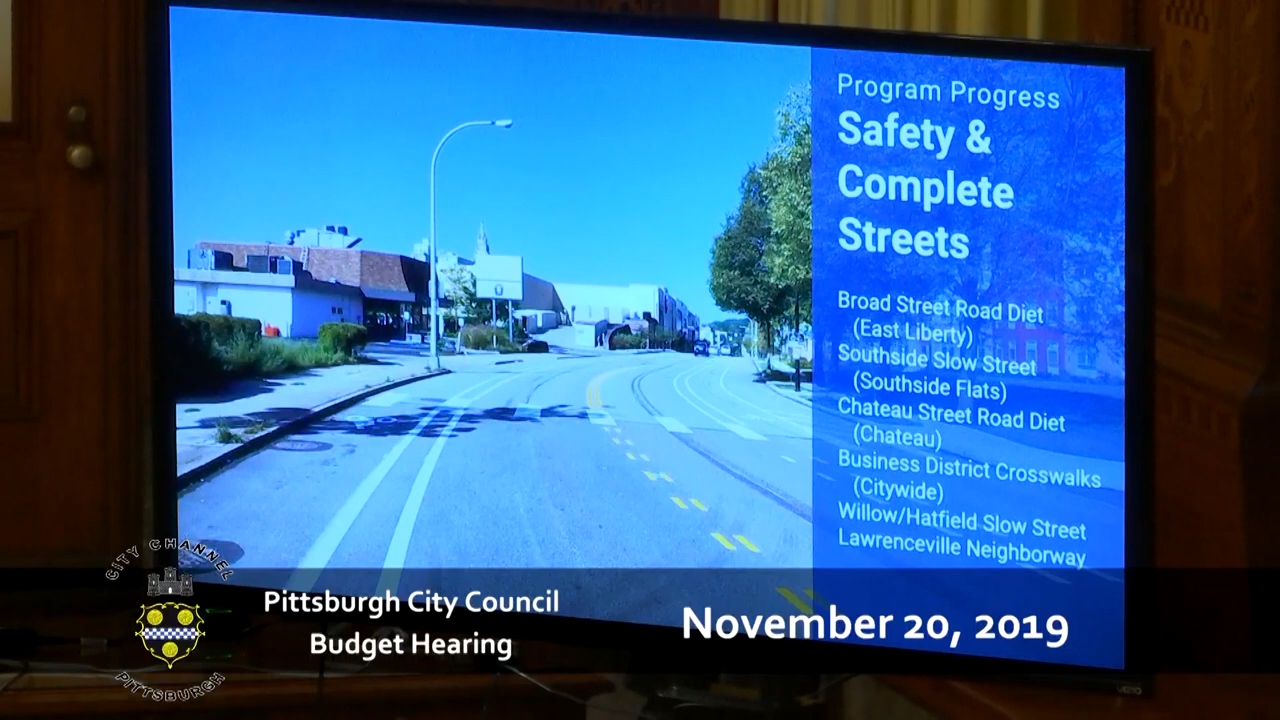 Program Progress
Safety &
Complete
Streets
Broad Street Road Diet
(East Liberty)
Southside Slow Street
(Southside Flats)
Chateau Street Road Diet
(Chateau)
Business District Crosswalks
(Citywide)
Willow/Hatfield Slow Street
Lawrenceville Neighborway
CITY CHANNEL
PITTSBURGH
Pittsburgh City Council
Budget Hearing
November 20, 2019
VIZIO